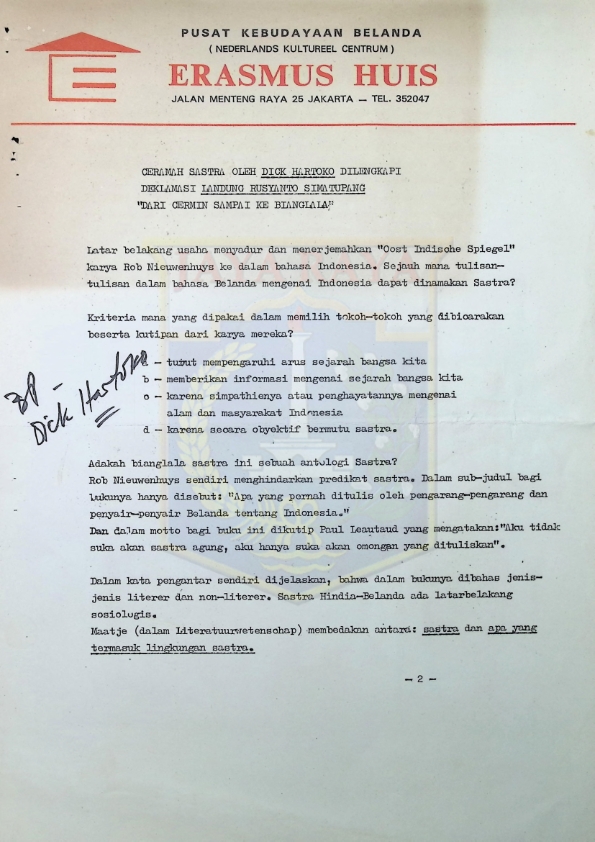 PUSAT KEBUDAYAAN BELANDA
( NEDERLANDS KULTUREEL CENTRUM )
ERASMUS HUIS
JALAN MENTENG RAYA 25 JAKARTA — TEL. 352047
CERAMAH SASTRA OLEH DICK HARTOKO DILENGKAPI
DEKLAMASI LANDUNG RUSYANTO SIMATUPANG
"DARI CERMIN SAMPAI KE BIANGLALA"
Latar belakang usaha menyadur dan menerjemahkan "Oost Indische Spiegel"
karya Rob Nieuwenhuys ke dalam bahasa Indonesia. Sejauh mana tulisan-
tulisan dalam bahasa Belanda mengenai Indonesia dapat dinamakan Sastra?
Kriteria mana yang dipakai dalam memilih tokoh-tokoh yang dibicarakan
beserta kutipan dari karya mereka?
a - turut mempengaruhi arus sejarah bangsa kita
b - memberikan informasi mengenai sejarah bangsa kita
c - karena simpathienya atau penghayatannya mengenai
alam dan masyarakat Indonesia
d - karena secara obyektif bermutu sastra.
Dick Hartoko
Adakah bianglala sastra ini sebuah antologi Sastra?
Rob Nieuwenhuys sendiri menghindarkan predikat sastra. Dalam sub-judul bagi
bukunya hanya disebut: "Apa yang pernah ditulis oleh pengarang-pengarang dan
penyair-penyair Belanda tentang Indonesia."
Dan dalam motto bagi buku ini dikutip Paul Leautaud yang mengatakan:"Aku tidak
suka akan sastra agung, aku hanya suka akan omongan yang dituliskan".
Dalam kata pengantar sendiri dijelaskan, bahwa dalam bukunya dibahas jenis-
jenis literer dan non-literer. Sastra Hindia-Belanda ada latarbelakang
sosiologis.
Maatje (dalam Literatuurwetenschap) membedakan antara: sastra dan apa yang
termasuk lingkungan sastra.
- 2 -